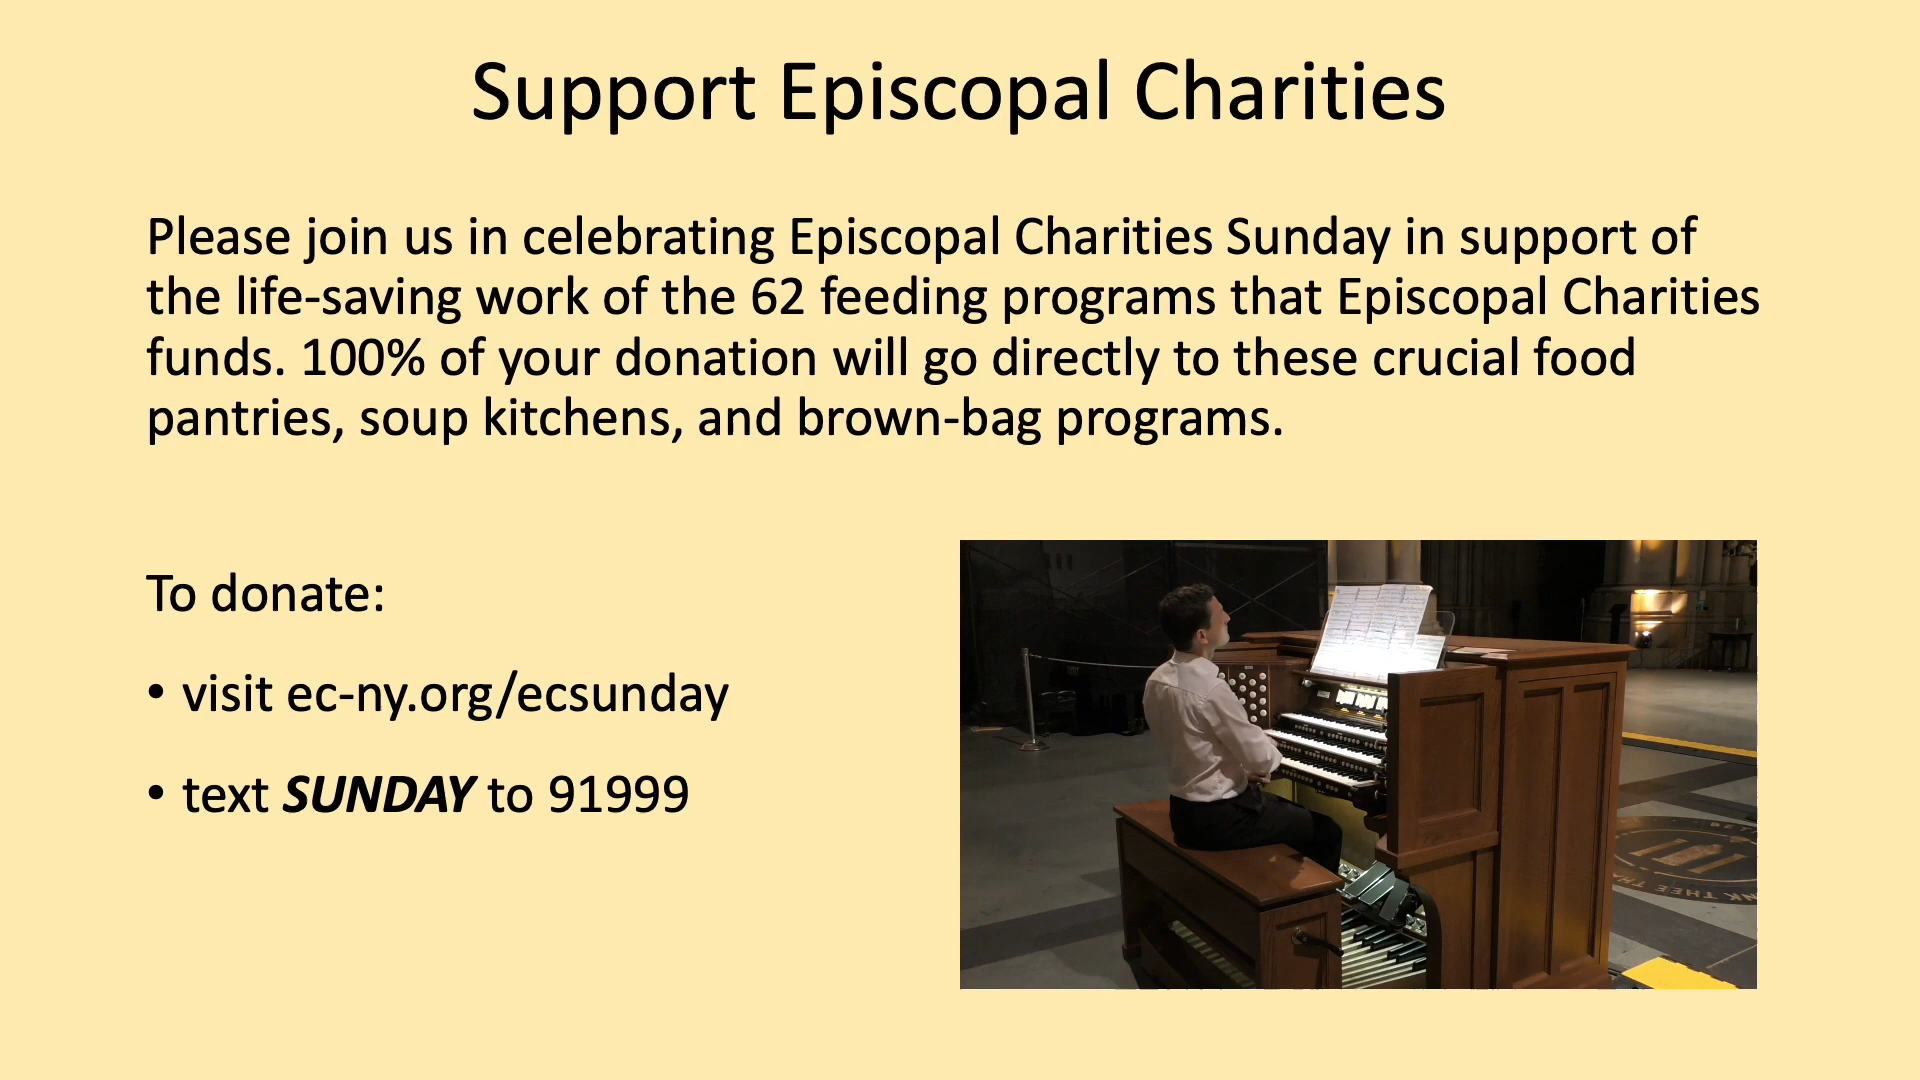 Support Episcopal Charities
Please join us in celebrating Episcopal Charities Sunday in support of
the life-saving work of the 62 feeding programs that Episcopal Charities
funds. 100% of your donation will go directly to these crucial food
pantries, soup kitchens, and brown-bag programs.
To donate:
• visit ec-ny.org/ecsunday
• text SUNDAY to 91999
THEE